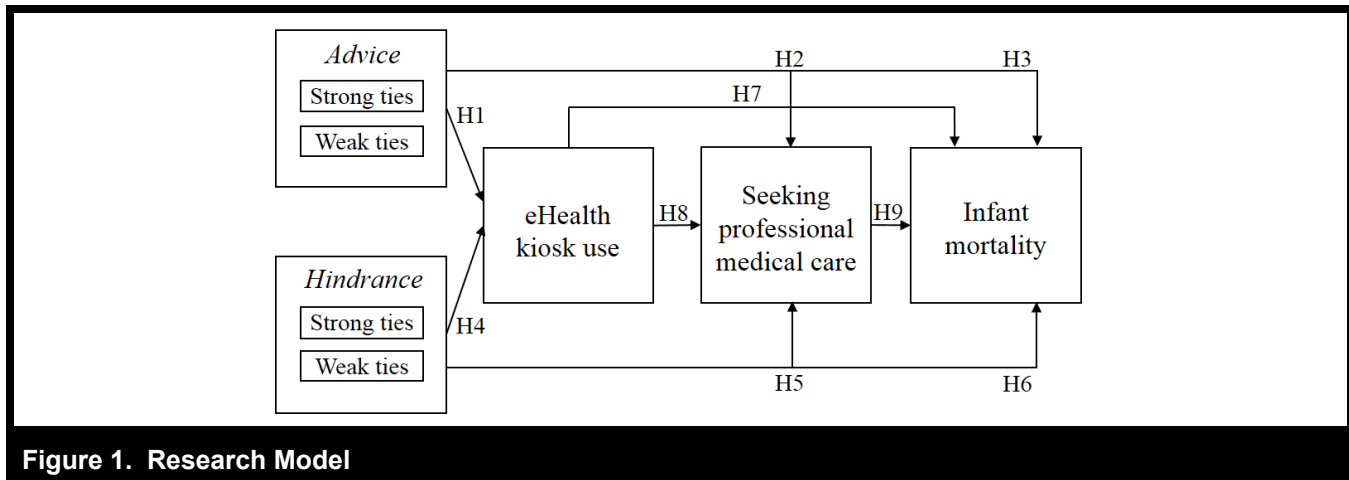 Advice
Strong ties
Weak ties
H1
H2
H3
H7
eHealth
kiosk use
H8
Seeking
professional
medical care
H9
Infant
mortality
Hindrance
Strong ties
Weak ties
H4
H5
H6
Figure 1. Research Model